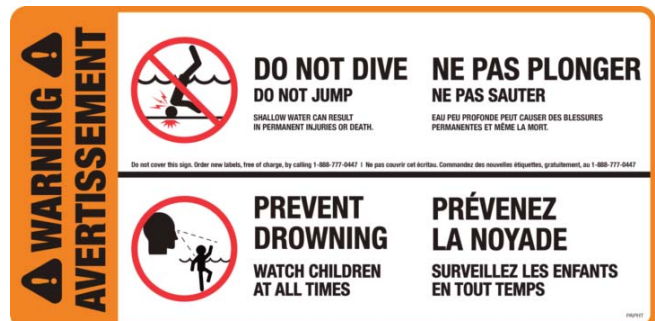 WARNING
AVERTISSEMENT
DO NOT DIVE
DO NOT JUMP
SHALLOW WATER CAN RESULT
IN PERMANENT INJURIES OR DEATH.
NE PAS PLONGER
NE PAS SAUTER
EAU PEU PROFONDE PEUT CAUSER DES BLESSURES
PERMANENTES ET MÊME LA MORT.
Do not cover this sign. Order new labels, free of charge, by calling 1-888-777-0447 I Ne pas couvrir cet écritau. Commandez des nouvelles étiquettes, gratuitement, au 1-888-777-0447
PREVENT
DROWNING
WATCH CHILDREN
AT ALL TIMES
PRÉVENEZ
LA NOYADE
SURVEILLEZ LES ENFANTS
EN TOUT TEMPS